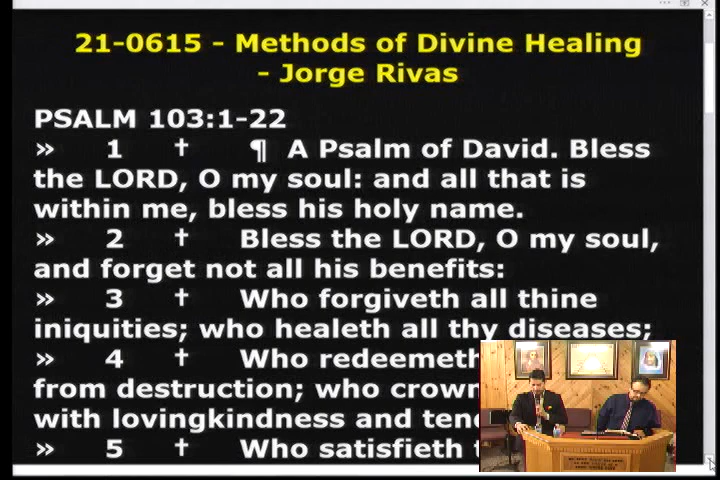 21-0615 - Methods of Divine Healing
- Jorge Rivas
PSALM 103:1-22
» 1 † ¶ A Psalm of David. Bless
the LORD, O my soul: and all that is
within me, bless his holy name.
» 2 † Bless the LORD, O my soul,
and forget not all his benefits:
» 3 † Who forgiveth all thine
iniquities; who healeth all thy diseases;
» 4 † Who redeemeth
from destruction; who
with lovingkindness and
» 5 † Who satisfieth